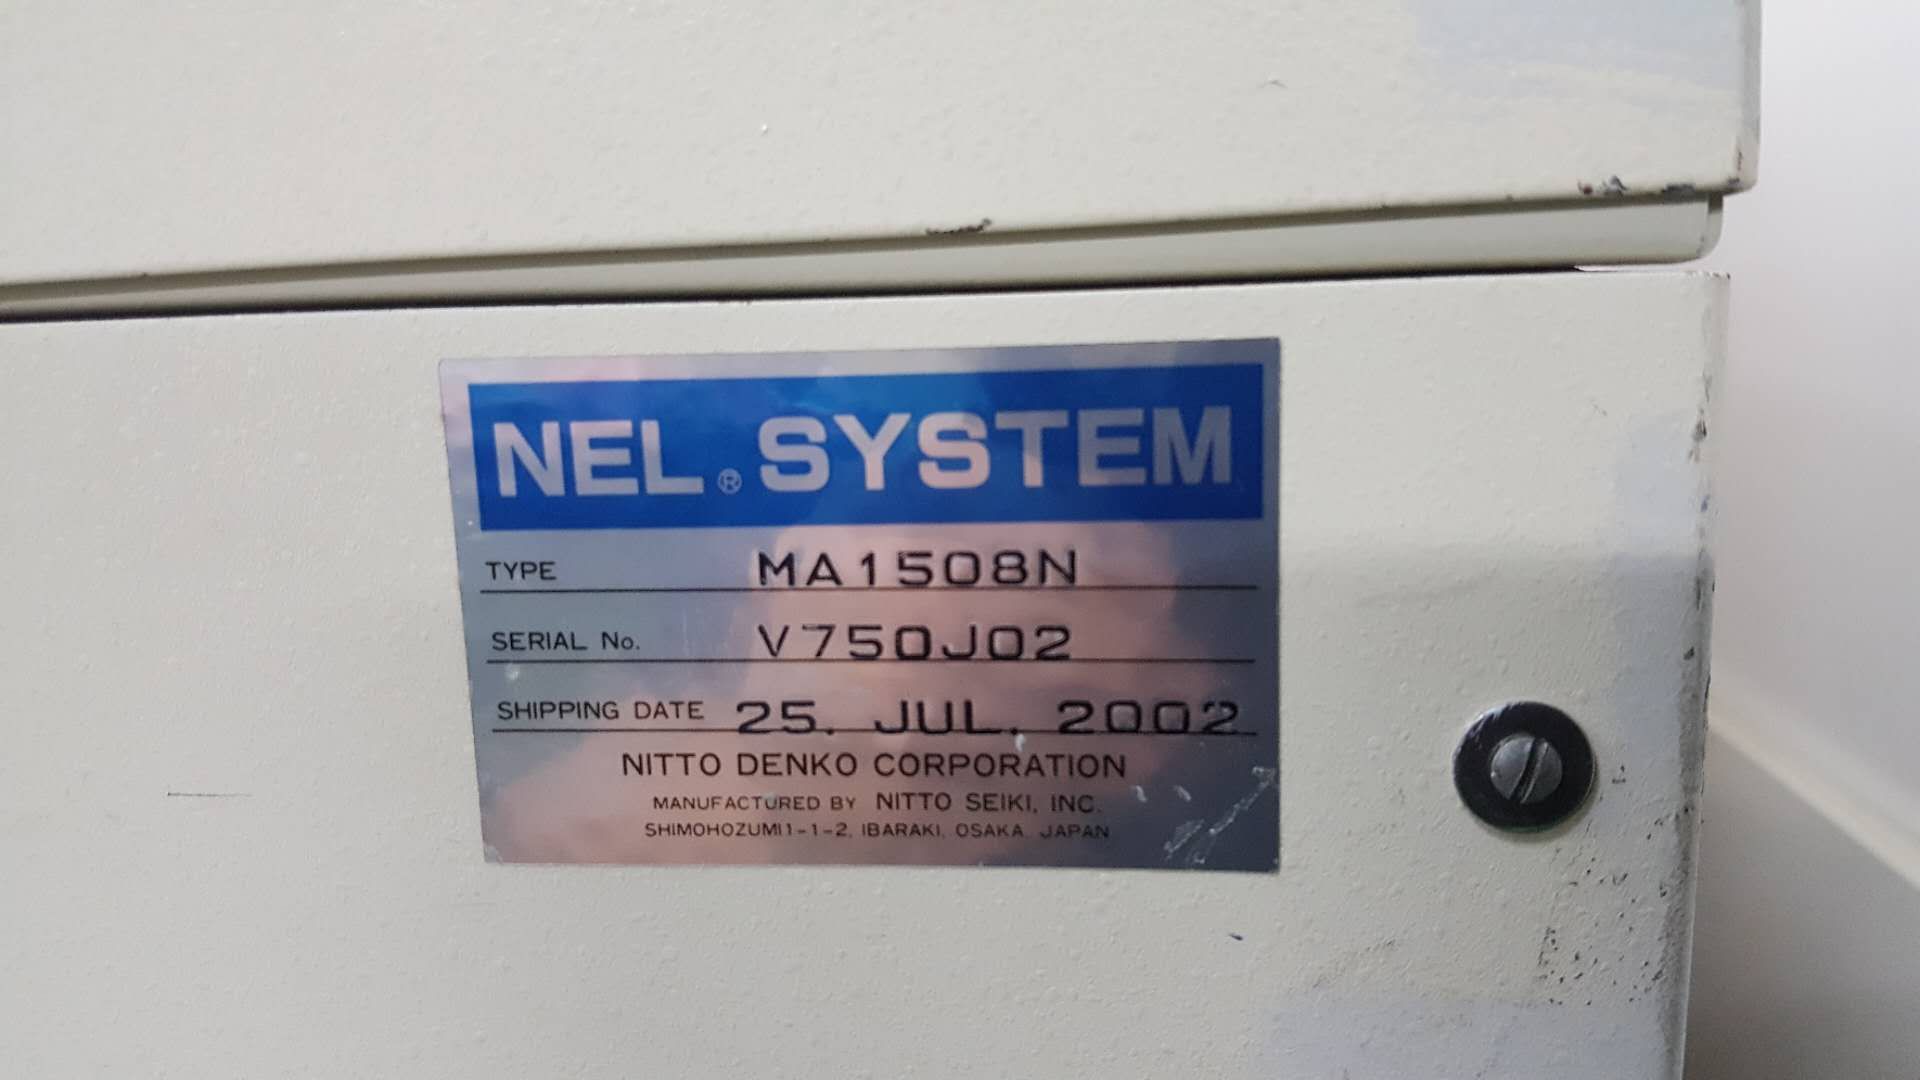 NEL® SYSTEM
TYPE MA1508N
SERIAL No. V750J02
SHIPPING DATE 25. JUL. 2002
NITTO DENKO CORPORATION
MANUFACTURED BY NITTO SEIKI, INC.
SHIMOHOZUMI1-1-2, IBARAKI, OSAKA, JAPAN